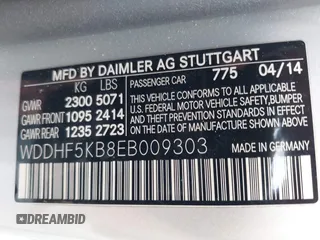 MFD BY DAIMLER AG STUTTGART
KG LBS PASSENGER CAR 775 04/14
GVWR 2300 5071 THIS VEHICLE CONFORMS TO ALL APPLICABLE
GAWR FRONT 1095 2414 U.S. FEDERAL MOTOR VEHICLE SAFETY,BUMPER
GAWR REAR 1235 2723 AND THEFT PREVENTION STANDARDS IN EFFECT
ON THE DATE OF MANUFACTURE SHOWN ABOVE.
WDDHF5KB8EB009303 MADE IN GERMANY